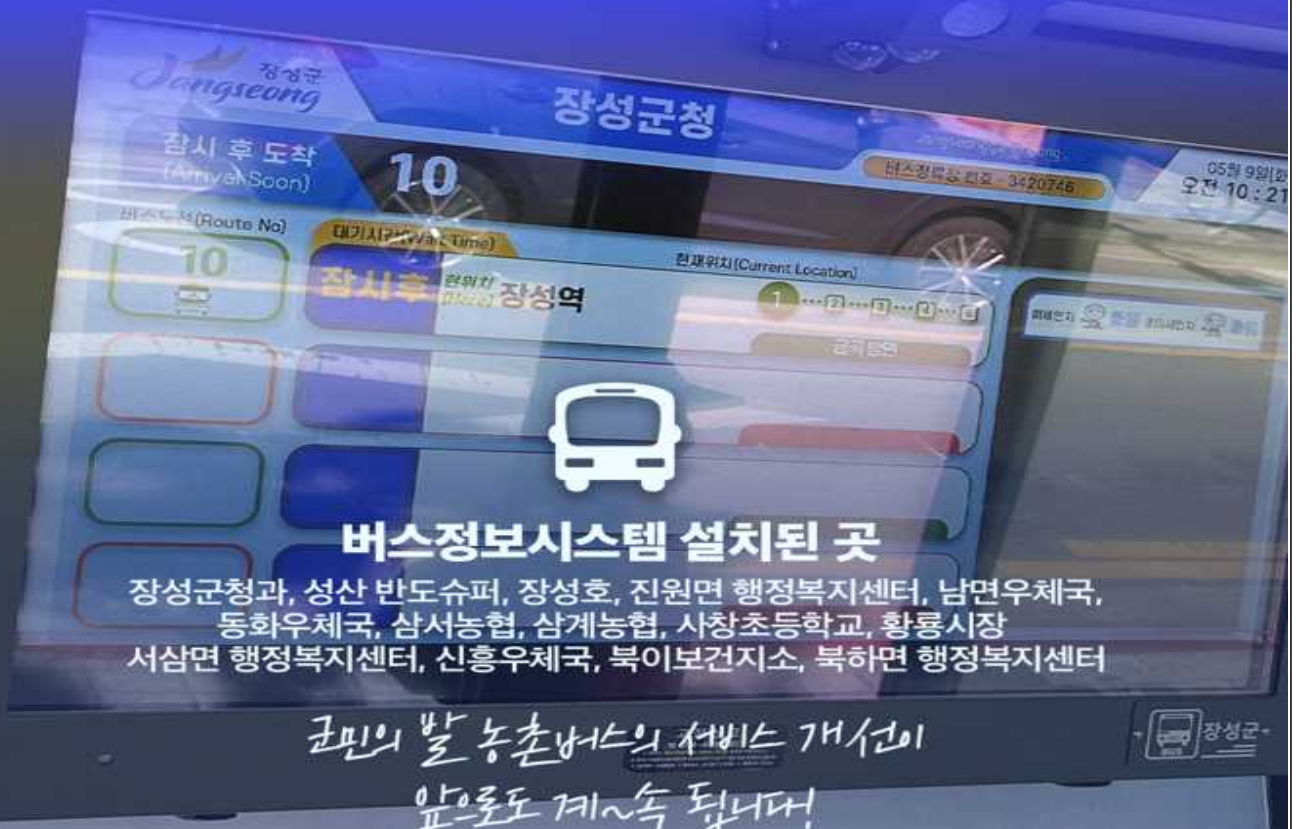 장성군
Jangseong
장성군청
잠시 후 도착
(Arrival Soon)
10
버스정류장 번호 : 3420746
05월 9일(화
오전 10 : 21
버스노선(Route No)
대기시간(Wait Time)
현재위치(Current Location)
10
잠시후
현위치
장성역
1 2 3 4 5
버스정보시스템 설치된 곳
장성군청과, 성산 반도슈퍼, 장성호, 진원면 행정복지센터, 남면우체국,
동화우체국, 삼서농협, 삼계농협, 사창초등학교, 황룡시장
서삼면 행정복지센터, 신흥우체국, 북이보건지소, 북하면 행정복지센터
군민의 발 농촌버스의 서비스 개선이
앞으로도 계~속 됩니다!
BUS
장성군